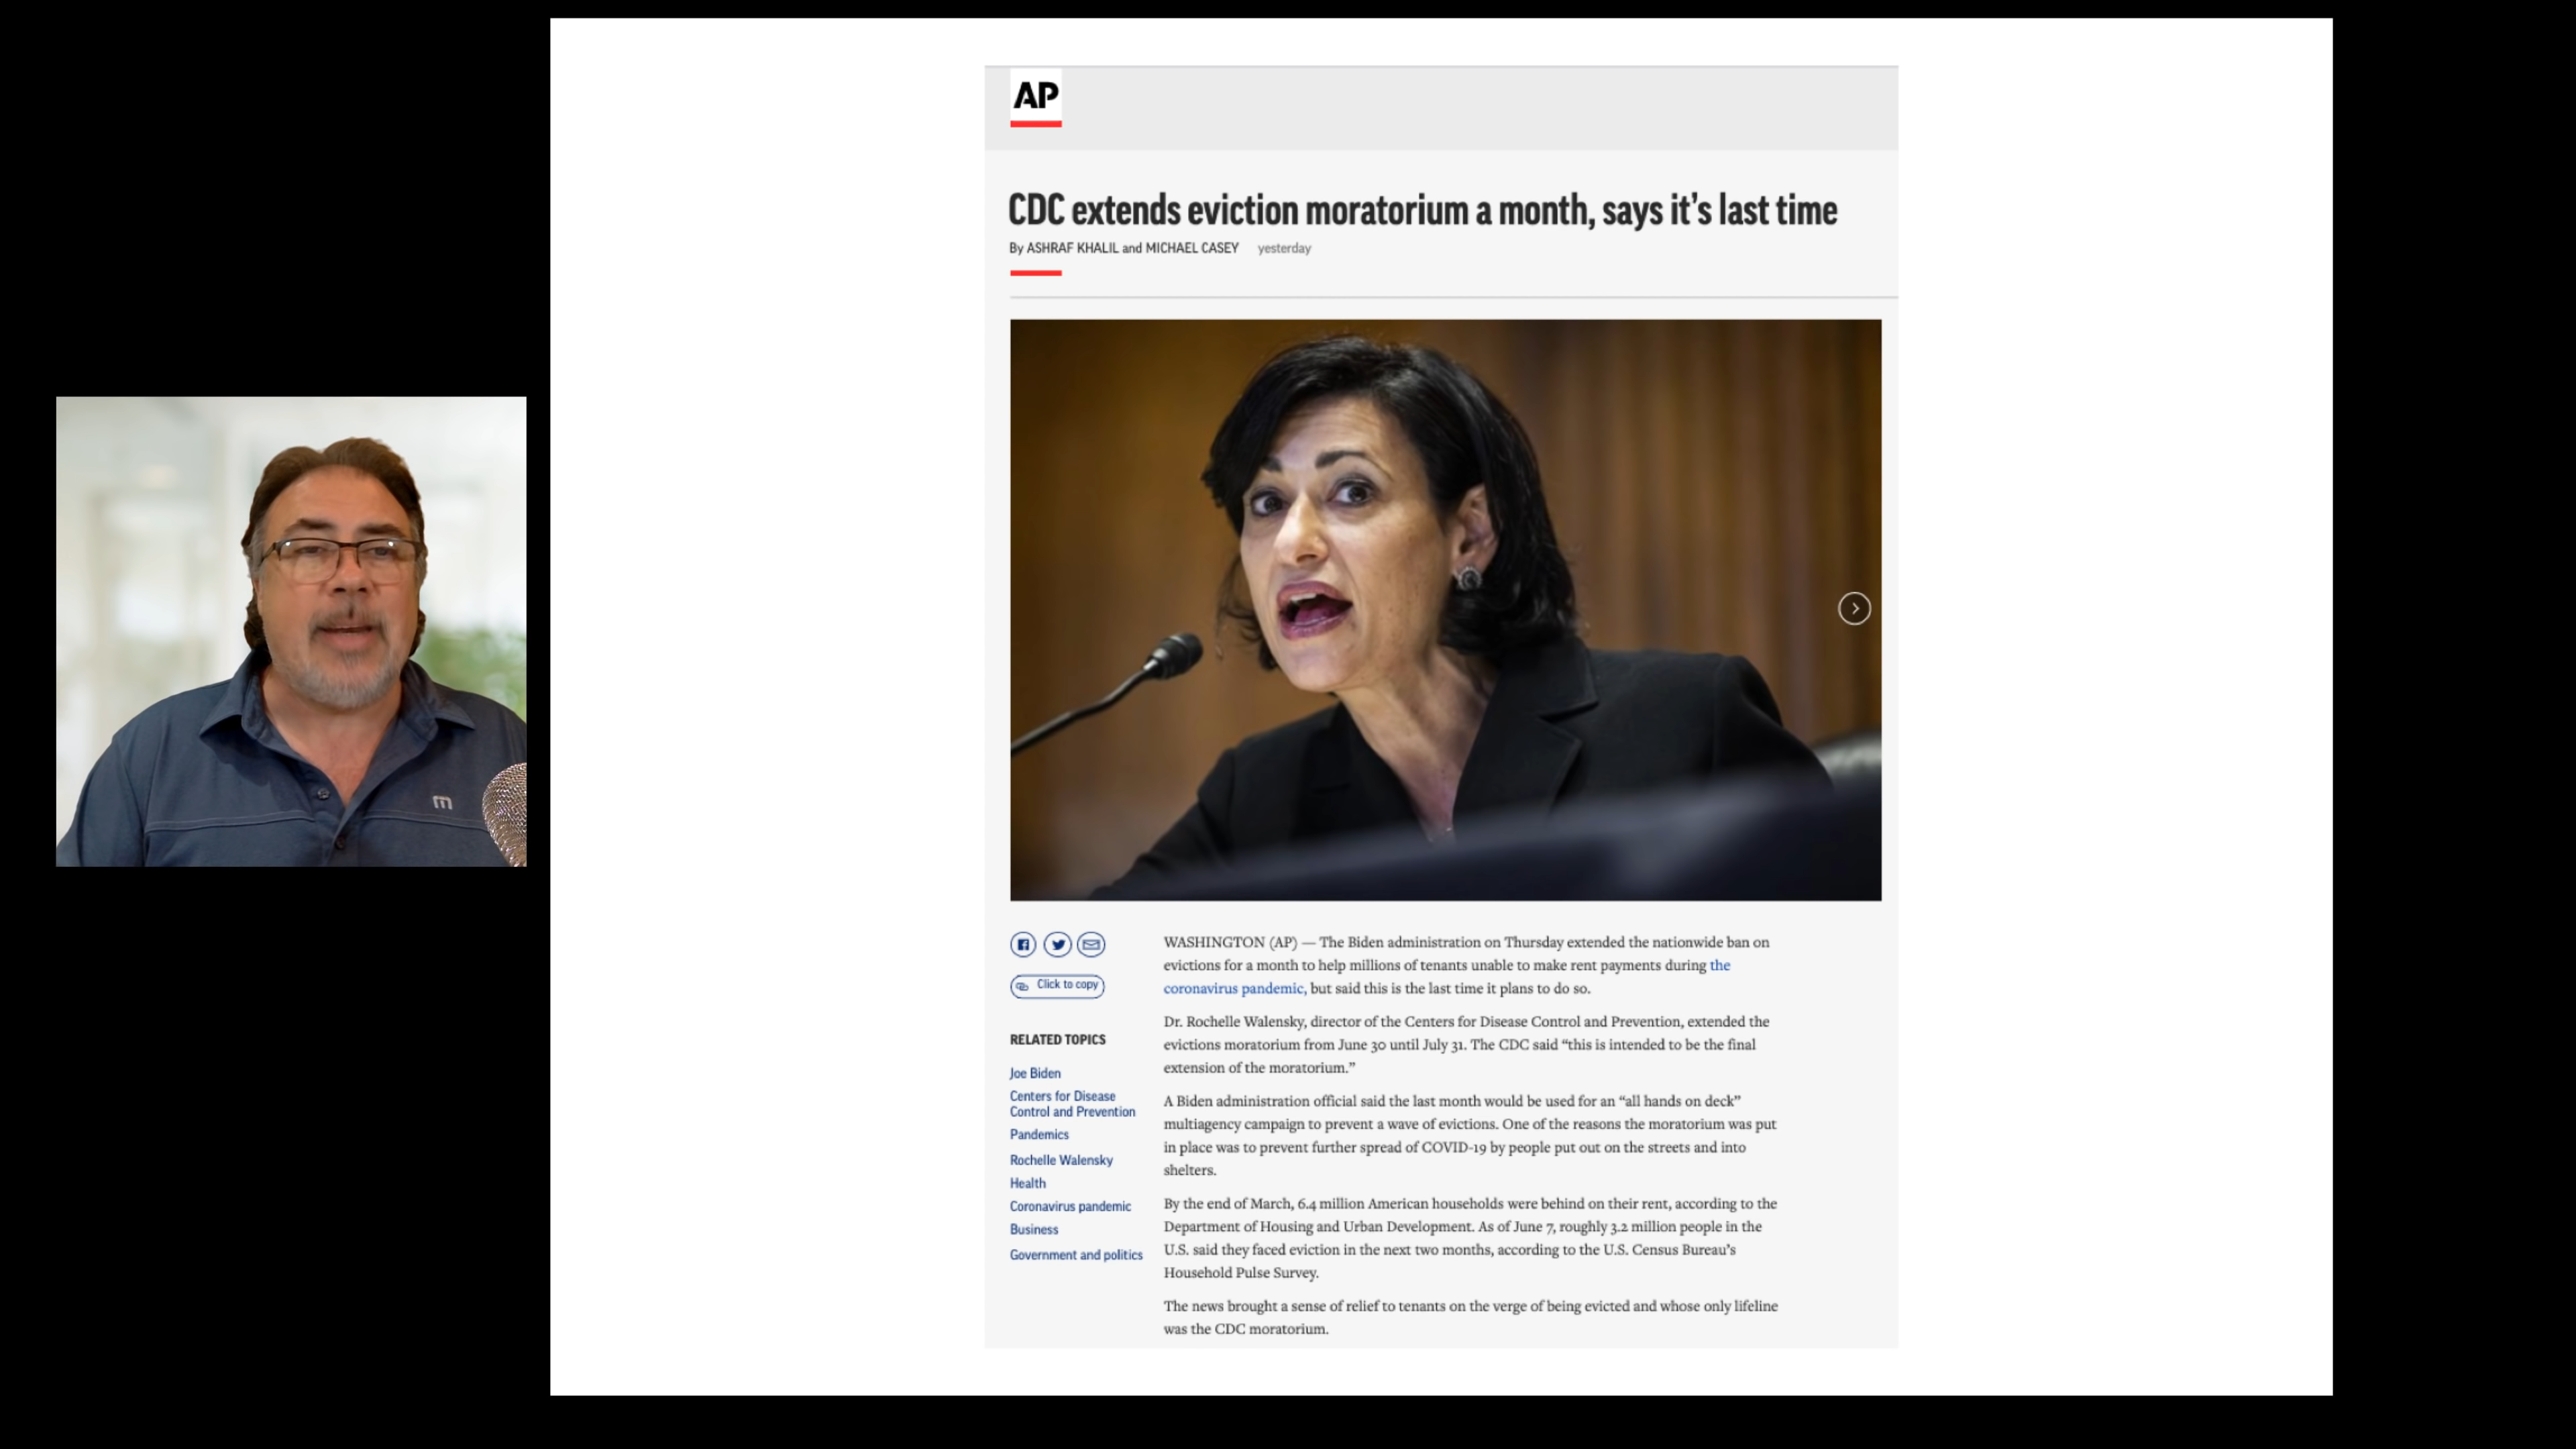 AP
CDC extends eviction moratorium a month, says it’s last time
By ASHRAF KHALIL and MICHAEL CASEY yesterday
m
Click to copy
RELATED TOPICS
Joe Biden
Centers for Disease
Control and Prevention
Pandemics
Rochelle Walensky
Health
Coronavirus pandemic
Business
Government and politics
WASHINGTON (AP) — The Biden administration on Thursday extended the nationwide ban on
evictions for a month to help millions of tenants unable to make rent payments during the
coronavirus pandemic, but said this is the last time it plans to do so.
Dr. Rochelle Walensky, director of the Centers for Disease Control and Prevention, extended the
evictions moratorium from June 30 until July 31. The CDC said “this is intended to be the final
extension of the moratorium.”
A Biden administration official said the last month would be used for an “all hands on deck”
multiagency campaign to prevent a wave of evictions. One of the reasons the moratorium was put
in place was to prevent further spread of COVID-19 by people put out on the streets and into
shelters.
By the end of March, 6.4 million American households were behind on their rent, according to the
Department of Housing and Urban Development. As of June 7, roughly 3.2 million people in the
U.S. said they faced eviction in the next two months, according to the U.S. Census Bureau’s
Household Pulse Survey.
The news brought a sense of relief to tenants on the verge of being evicted and whose only lifeline
was the CDC moratorium.